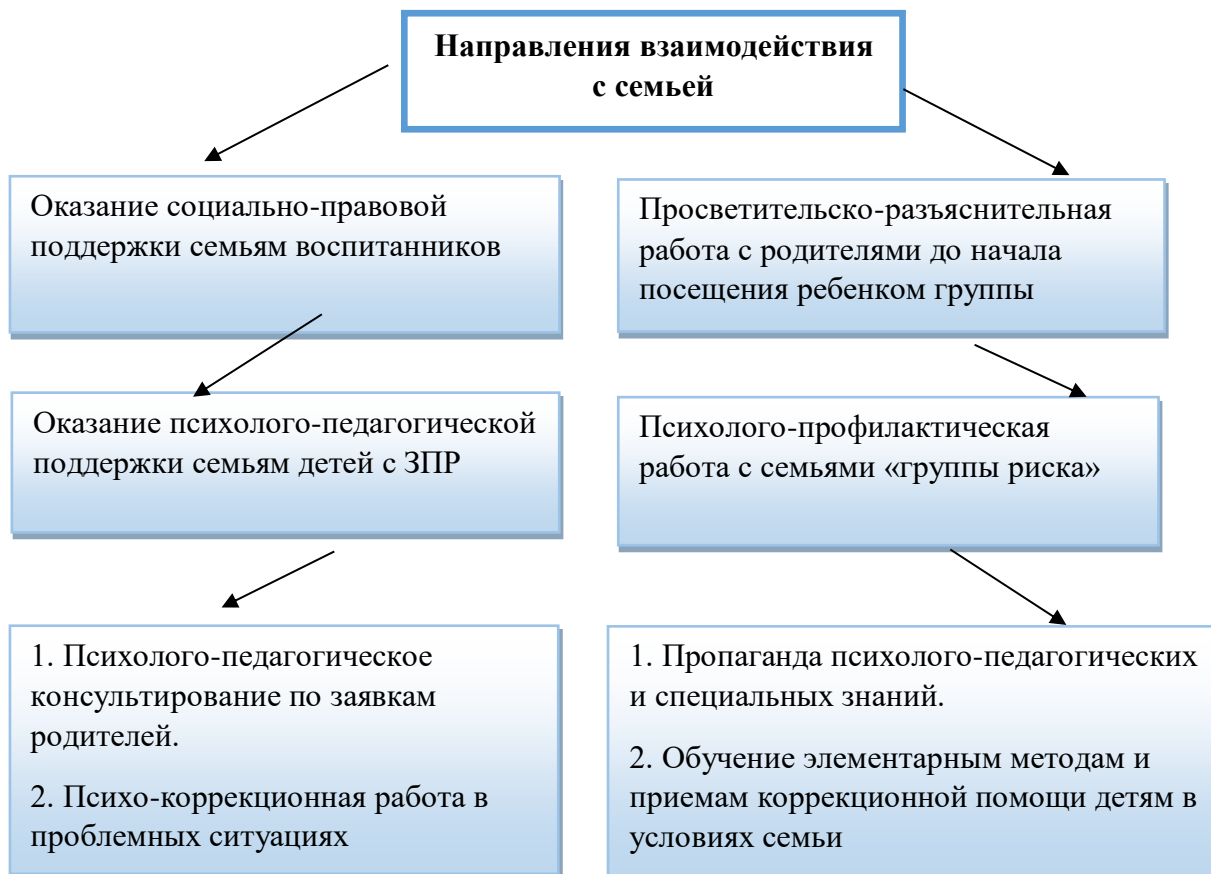 Направления взаимодействия
с семьей
Оказание социально-правовой
поддержки семьям воспитанников
Просветительско-разъяснительная
работа с родителями до начала
посещения ребенком группы
Оказание психолого-педагогической
поддержки семьям детей с ЗПР
Психолого-профилактическая
работа с семьями «группы риска»
1. Психолого-педагогическое
консультирование по заявкам
родителей.
2. Психо-коррекционная работа в
проблемных ситуациях
1. Пропаганда психолого-педагогических
и специальных знаний.
2. Обучение элементарным методам и
приемам коррекционной помощи детям в
условиях семьи